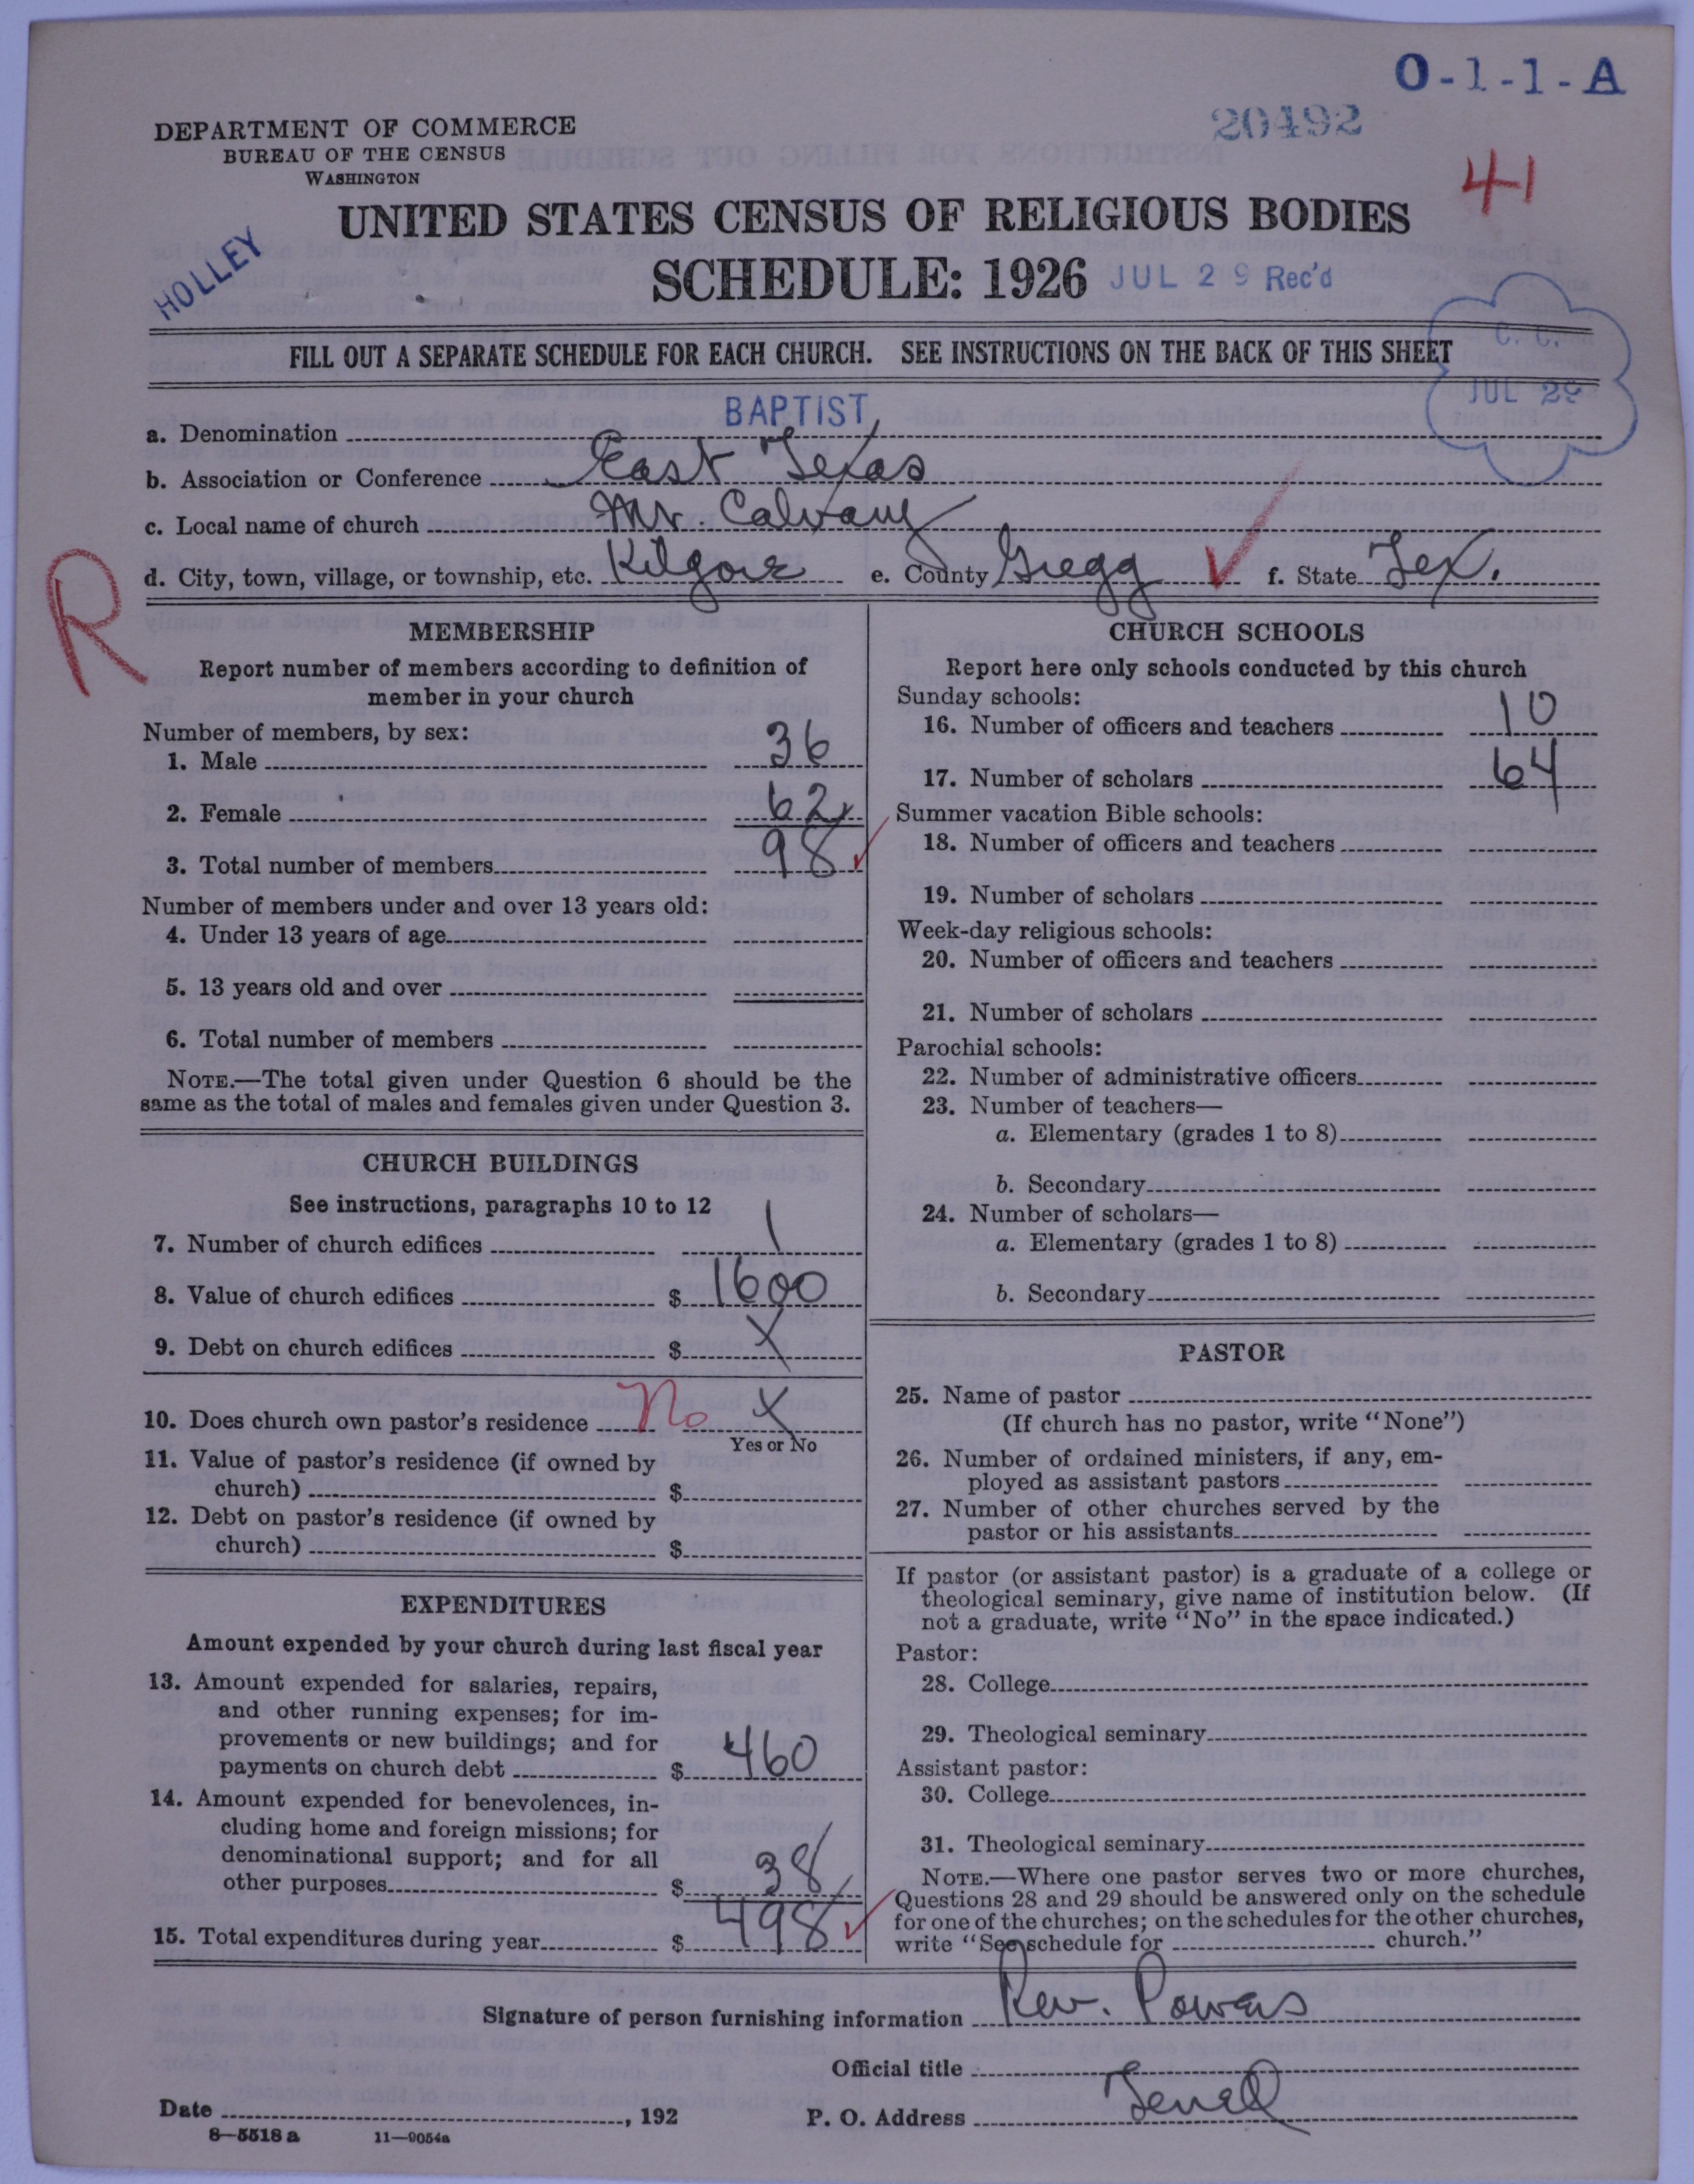 O-1-1-A
20492
41
DEPARTMENT OF COMMERCE
BUREAU OF THE CENSUS
WASHINGTON
UNITED STATES CENSUS OF RELIGIOUS BODIES
SCHEDULE: 1926 JUL 29 Rec'd
HOLLEY
FILL OUT A SEPARATE SCHEDULE FOR EACH CHURCH. SEE INSTRUCTIONS ON THE BACK OF THIS SHEET
C. C.
JUL 29
a. Denomination BAPTIST
b. Association or Conference East Texas
c. Local name of church Mt. Calvary
d. City, town, village, or township, etc. Kilgore e. County Gregg f. State Tex.
R
MEMBERSHIP
Report number of members according to definition of
member in your church
Number of members, by sex:
1. Male 36
2. Female 62
3. Total number of members 98
Number of members under and over 13 years old:
4. Under 13 years of age
5. 13 years old and over
6. Total number of members
NOTE.—The total given under Question 6 should be the
same as the total of males and females given under Question 3.
CHURCH BUILDINGS
See instructions, paragraphs 10 to 12
7. Number of church edifices 1
8. Value of church edifices $ 1600
9. Debt on church edifices $ X
10. Does church own pastor's residence No X
Yes or No
11. Value of pastor's residence (if owned by
church) $
12. Debt on pastor's residence (if owned by
church) $
EXPENDITURES
Amount expended by your church during last fiscal year
13. Amount expended for salaries, repairs,
and other running expenses; for im-
provements or new buildings; and for
payments on church debt $ 460
14. Amount expended for benevolences, in-
cluding home and foreign missions; for
denominational support; and for all
other purposes $ 38
15. Total expenditures during year $ 498
CHURCH SCHOOLS
Report here only schools conducted by this church
Sunday schools:
16. Number of officers and teachers 10
17. Number of scholars 64
Summer vacation Bible schools:
18. Number of officers and teachers
19. Number of scholars
Week-day religious schools:
20. Number of officers and teachers
21. Number of scholars
Parochial schools:
22. Number of administrative officers
23. Number of teachers—
a. Elementary (grades 1 to 8)
b. Secondary
24. Number of scholars—
a. Elementary (grades 1 to 8)
b. Secondary
PASTOR
25. Name of pastor
(If church has no pastor, write "None")
26. Number of ordained ministers, if any, em-
ployed as assistant pastors
27. Number of other churches served by the
pastor or his assistants
If pastor (or assistant pastor) is a graduate of a college or
theological seminary, give name of institution below. (If
not a graduate, write "No" in the space indicated.)
Pastor:
28. College
29. Theological seminary
Assistant pastor:
30. College
31. Theological seminary
NOTE.—Where one pastor serves two or more churches,
Questions 28 and 29 should be answered only on the schedule
for one of the churches; on the schedules for the other churches,
write "See schedule for church."
Signature of person furnishing information Rev. Powers
Official title
Date , 192 P. O. Address
8—5518 a 11—9054a